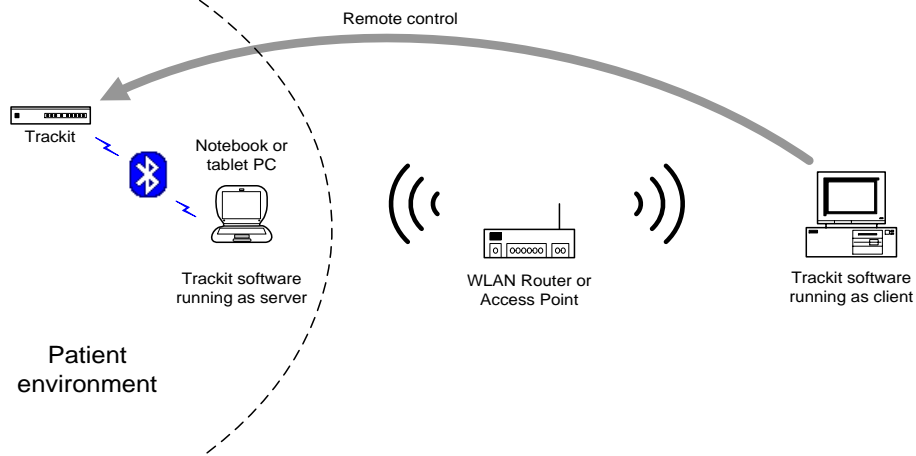 Remote control
Trackit
Notebook or
tablet PC
Trackit software
running as server
WLAN Router or
Access Point
Trackit software
running as client
Patient
environment